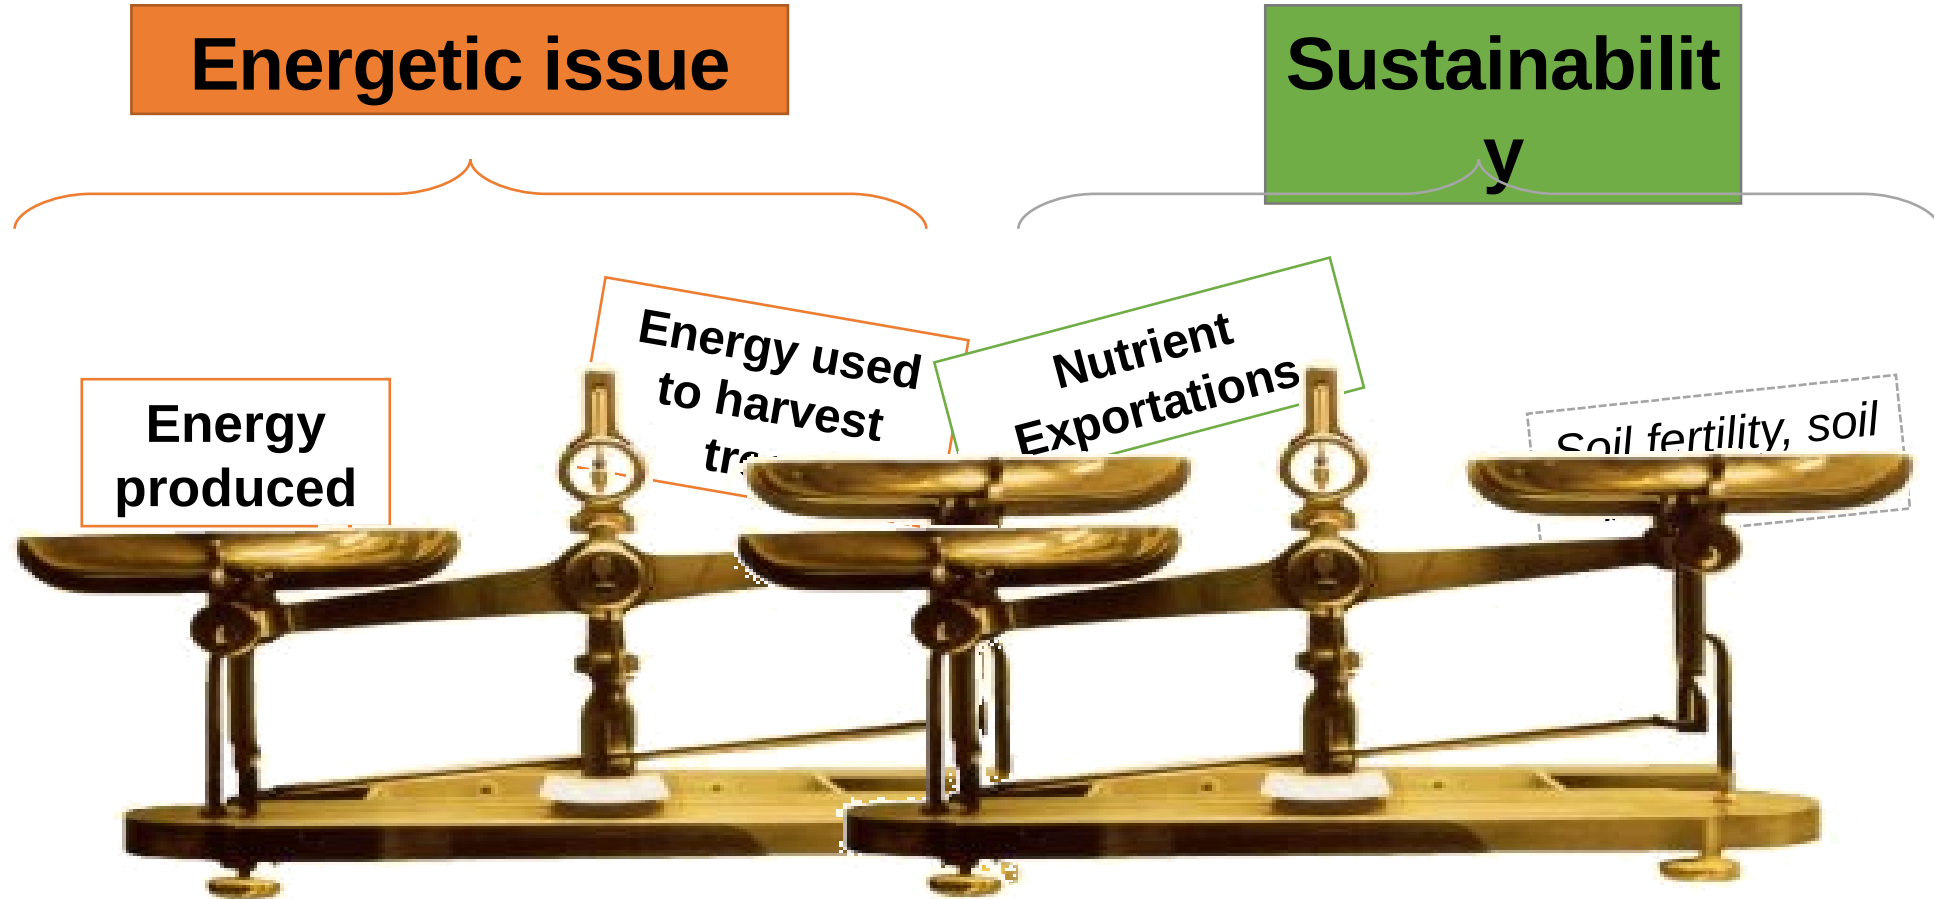 Energetic issue
Sustainabilit
y
Energy
produced
Energy used
to harvest
Nutrient
Exportations
Soil fertility, soil